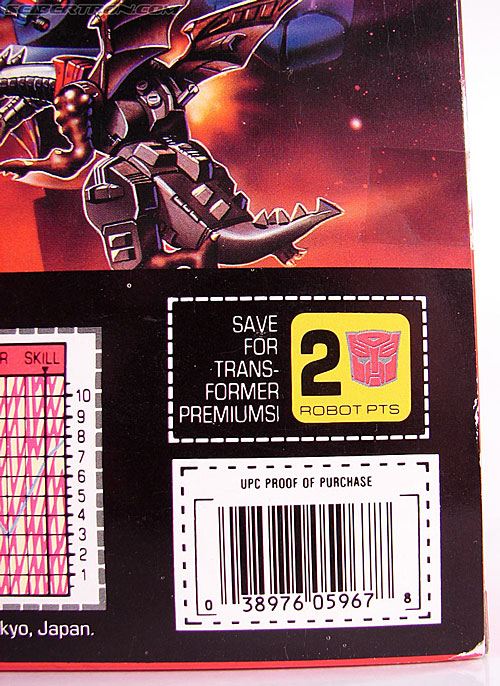 SEIBERTRON.COM
SAVE
FOR
TRANS-
FORMER
PREMIUMS!
2
ROBOT PTS
R SKILL
10
9
8
7
6
5
4
3
2
1
UPC PROOF OF PURCHASE
0 38976 05967 8
kyo, Japan.